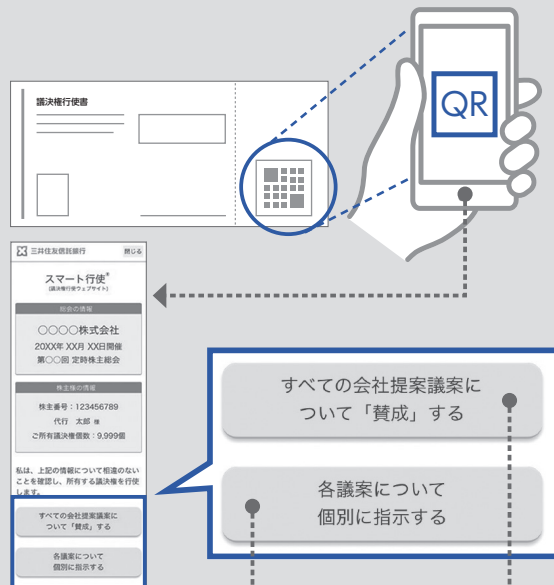 議決権行使書
QR
三井住友信託銀行
閉じる
スマート行使®
[議決権行使ウェブサイト]
総会の情報
○○○○株式会社
20XX年 XX月 XX日開催
第○○回 定時株主総会
株主様の情報
株主番号：123456789
代行 太郎 様
ご所有議決権個数：9,999個
私は、上記の情報について相違のない
ことを確認し、所有する議決権を行使
します。
すべての会社提案議案に
ついて「賛成」する
各議案について
個別に指示する
すべての会社提案議案に
ついて「賛成」する
各議案について
個別に指示する